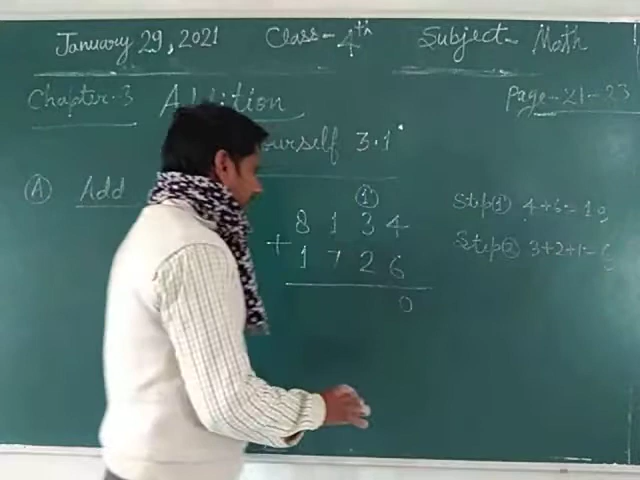 January 29, 2021 Class- 4th Subject- Math
Chapter-3 Addition Page-21-23
ourself 3.1
(A) Add
(1)
8 1 3 4
+ 1 7 2 6
0
Step(1) 4+6=10
Step(2) 3+2+1=6